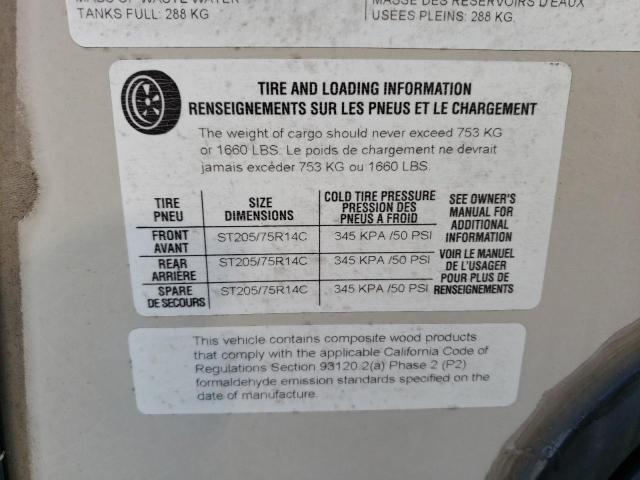 TANKS FULL: 288 KG
MASSE DES RÉSERVOIRS D'EAUX
USÉES PLEINS: 288 KG.
TIRE AND LOADING INFORMATION
RENSEIGNEMENTS SUR LES PNEUS ET LE CHARGEMENT
The weight of cargo should never exceed 753 KG
or 1660 LBS. Le poids de chargement ne devrait
jamais excéder 753 KG ou 1660 LBS.
TIRE
PNEU
SIZE
DIMENSIONS
COLD TIRE PRESSURE
PRESSION DES
PNEUS A FROID
SEE OWNER'S
MANUAL FOR
ADDITIONAL
INFORMATION
VOIR LE MANUEL
DE L'USAGER
POUR PLUS DE
RENSEIGNEMENTS
FRONT
AVANT
ST205/75R14C
345 KPA /50 PSI
REAR
ARRIÈRE
ST205/75R14C
345 KPA /50 PSI
SPARE
DE SECOURS
ST205/75R14C
345 KPA /50 PSI
This vehicle contains composite wood products
that comply with the applicable California Code of
Regulations Section 93120.2(a) Phase 2 (P2)
formaldehyde emission standards specified on the
date of manufacture.